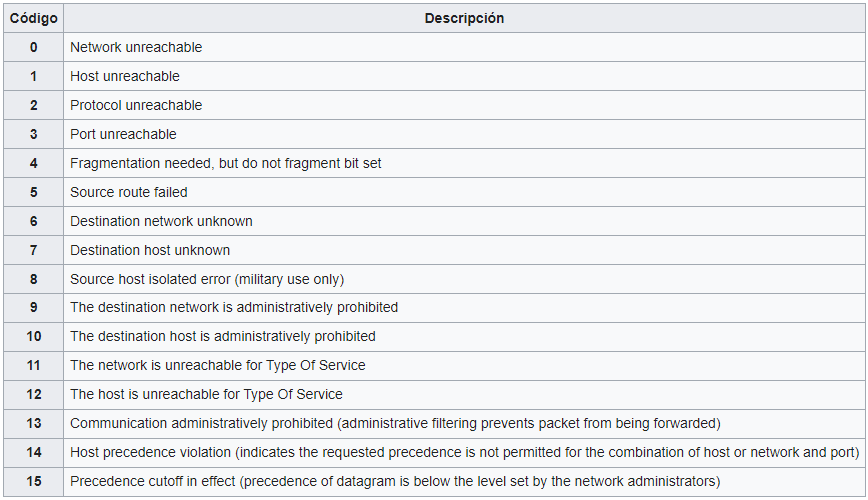 Código Descripción
0 Network unreachable
1 Host unreachable
2 Protocol unreachable
3 Port unreachable
4 Fragmentation needed, but do not fragment bit set
5 Source route failed
6 Destination network unknown
7 Destination host unknown
8 Source host isolated error (military use only)
9 The destination network is administratively prohibited
10 The destination host is administratively prohibited
11 The network is unreachable for Type Of Service
12 The host is unreachable for Type Of Service
13 Communication administratively prohibited (administrative filtering prevents packet from being forwarded)
14 Host precedence violation (indicates the requested precedence is not permitted for the combination of host or network and port)
15 Precedence cutoff in effect (precedence of datagram is below the level set by the network administrators)